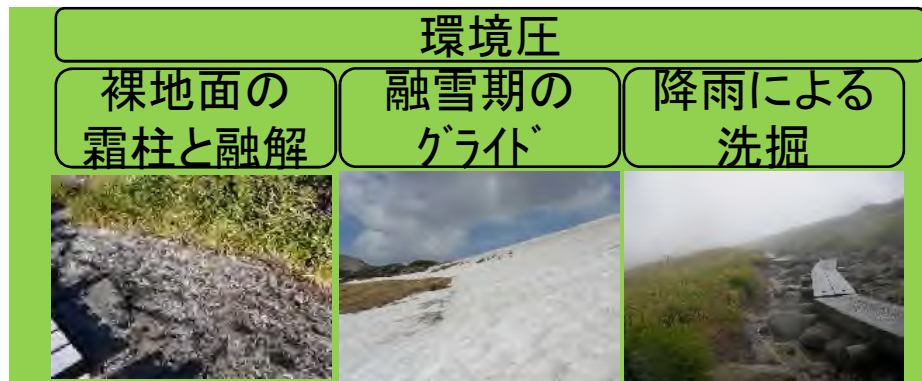 環境圧
裸地面の
霜柱と融解
融雪期の
ｸﾞﾗｲﾄﾞ
降雨による
洗掘